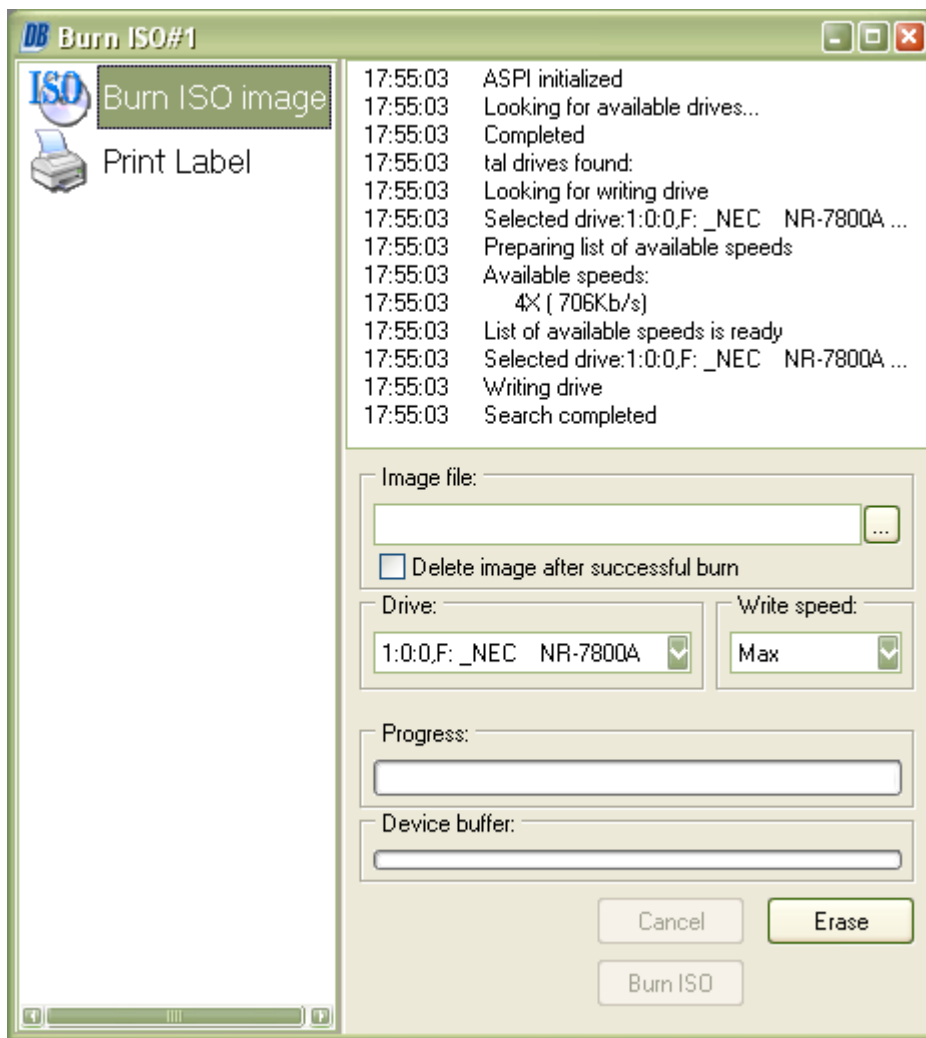 DB Burn ISO#1
ISO Burn ISO image
Print Label
17:55:03 ASPI initialized
17:55:03 Looking for available drives...
17:55:03 Completed
17:55:03 tal drives found:
17:55:03 Looking for writing drive
17:55:03 Selected drive:1:0:0,F: _NEC NR-7800A ...
17:55:03 Preparing list of available speeds
17:55:03 Available speeds:
17:55:03 4X ( 706Kb/s)
17:55:03 List of available speeds is ready
17:55:03 Selected drive:1:0:0,F: _NEC NR-7800A ...
17:55:03 Writing drive
17:55:03 Search completed
Image file:
...
Delete image after successful burn
Drive: Write speed:
1:0:0,F: _NEC NR-7800A Max
Progress:
Device buffer:
Cancel Erase
Burn ISO